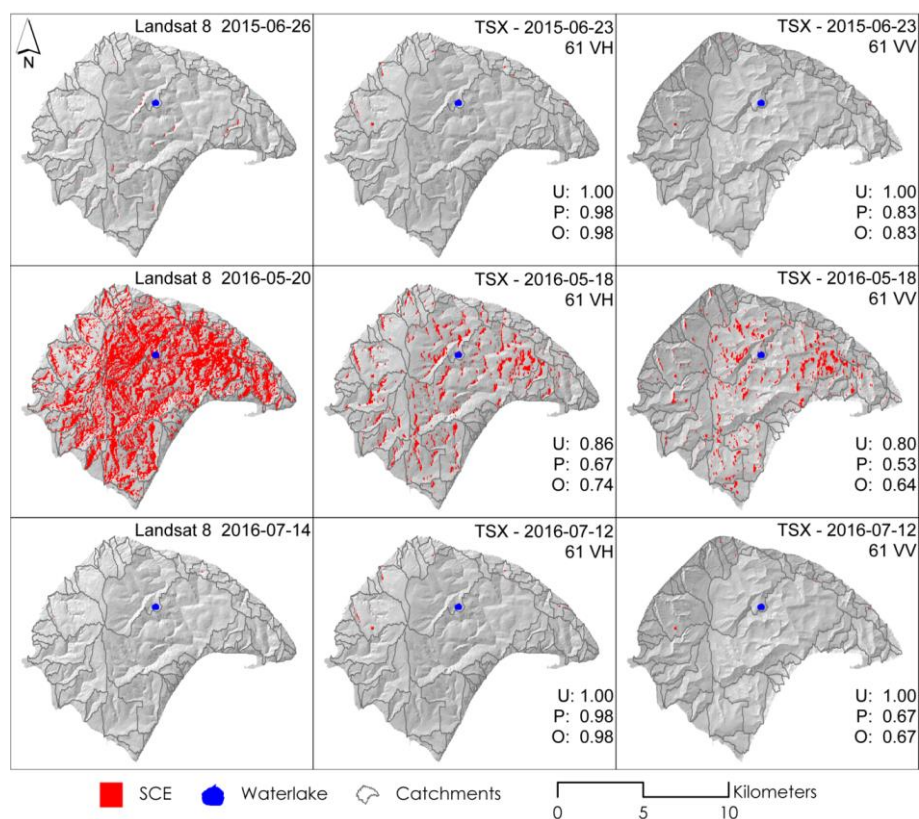 N
Landsat 8 2015-06-26
TSX - 2015-06-23
61 VH
U: 1.00
P: 0.98
O: 0.98
TSX - 2015-06-23
61 VV
U: 1.00
P: 0.83
O: 0.83
Landsat 8 2016-05-20
TSX - 2016-05-18
61 VH
U: 0.86
P: 0.67
O: 0.74
TSX - 2016-05-18
61 VV
U: 0.80
P: 0.53
O: 0.64
Landsat 8 2016-07-14
TSX - 2016-07-12
61 VH
U: 1.00
P: 0.98
O: 0.98
TSX - 2016-07-12
61 VV
U: 1.00
P: 0.67
O: 0.67
SCE Waterlake Catchments Kilometers
0 5 10